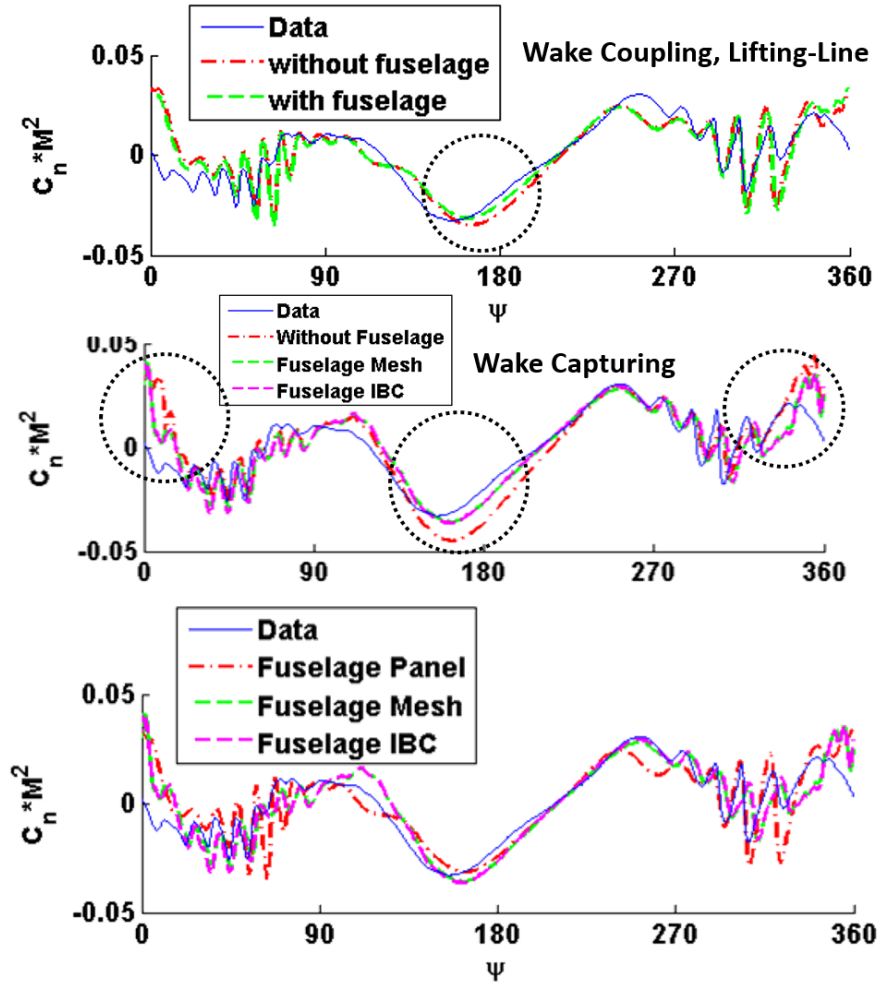 Data
without fuselage
with fuselage
Wake Coupling, Lifting-Line
0.05
0
-0.05
Cn*M2
0 90 180 270 360
Ψ
Data
Without Fuselage
Fuselage Mesh
Fuselage IBC
Wake Capturing
0.05
0
-0.05
Cn*M2
0 90 180 270 360
Data
Fuselage Panel
Fuselage Mesh
Fuselage IBC
0.05
0
-0.05
Cn*M2
0 90 180 270 360
Ψ